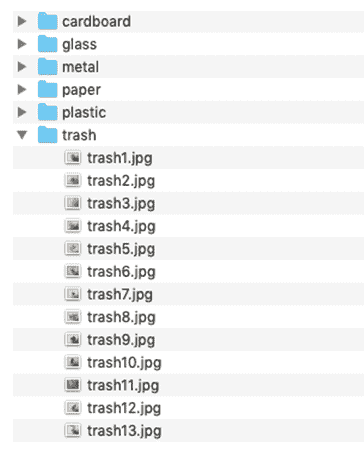 cardboard
glass
metal
paper
plastic
trash
trash1.jpg
trash2.jpg
trash3.jpg
trash4.jpg
trash5.jpg
trash6.jpg
trash7.jpg
trash8.jpg
trash9.jpg
trash10.jpg
trash11.jpg
trash12.jpg
trash13.jpg